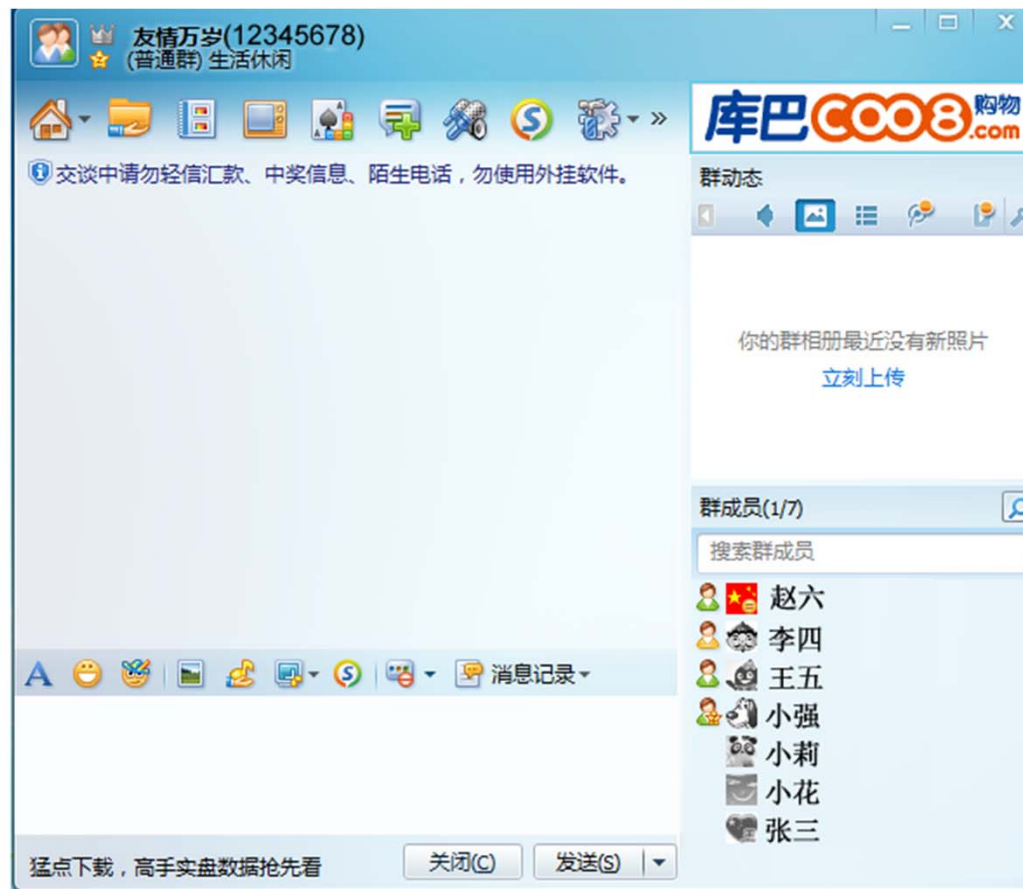 友情万岁(12345678)
(普通群) 生活休闲
交谈中请勿轻信汇款、中奖信息、陌生电话，勿使用外挂软件。
消息记录
猛点下载，高手实盘数据抢先看
关闭(C)
发送(S)
库巴COO8购物.com
群动态
你的群相册最近没有新照片
立刻上传
群成员(1/7)
搜索群成员
赵六
李四
王五
小强
小莉
小花
张三